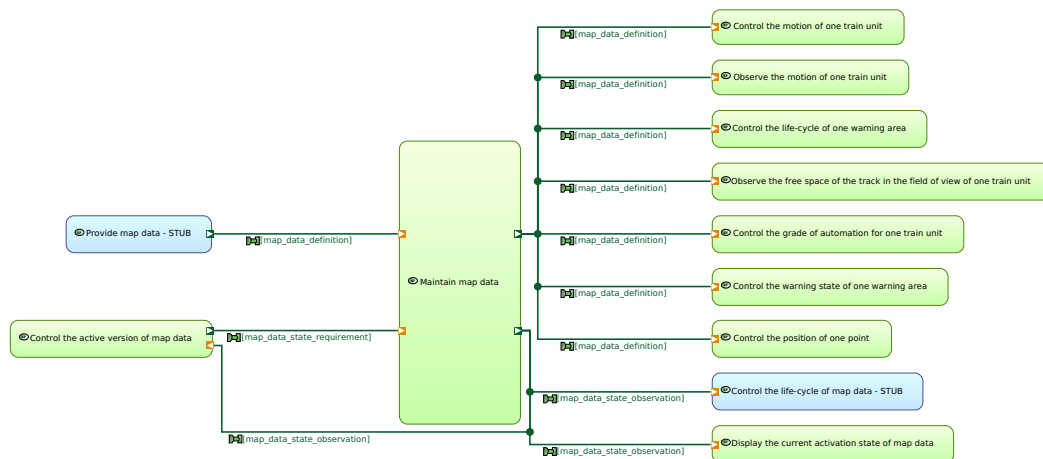 Control the motion of one train unit
[map_data_definition]
Observe the motion of one train unit
[map_data_definition]
Control the life-cycle of one warning area
[map_data_definition]
Observe the free space of the track in the field of view of one train unit
[map_data_definition]
Provide map data - STUB
[map_data_definition]
Control the grade of automation for one train unit
[map_data_definition]
Maintain map data
Control the warning state of one warning area
[map_data_definition]
Control the active version of map data
[map_data_state_requirement]
Control the position of one point
[map_data_definition]
Control the life-cycle of map data - STUB
[map_data_state_observation]
[map_data_state_observation]
Display the current activation state of map data
[map_data_state_observation]